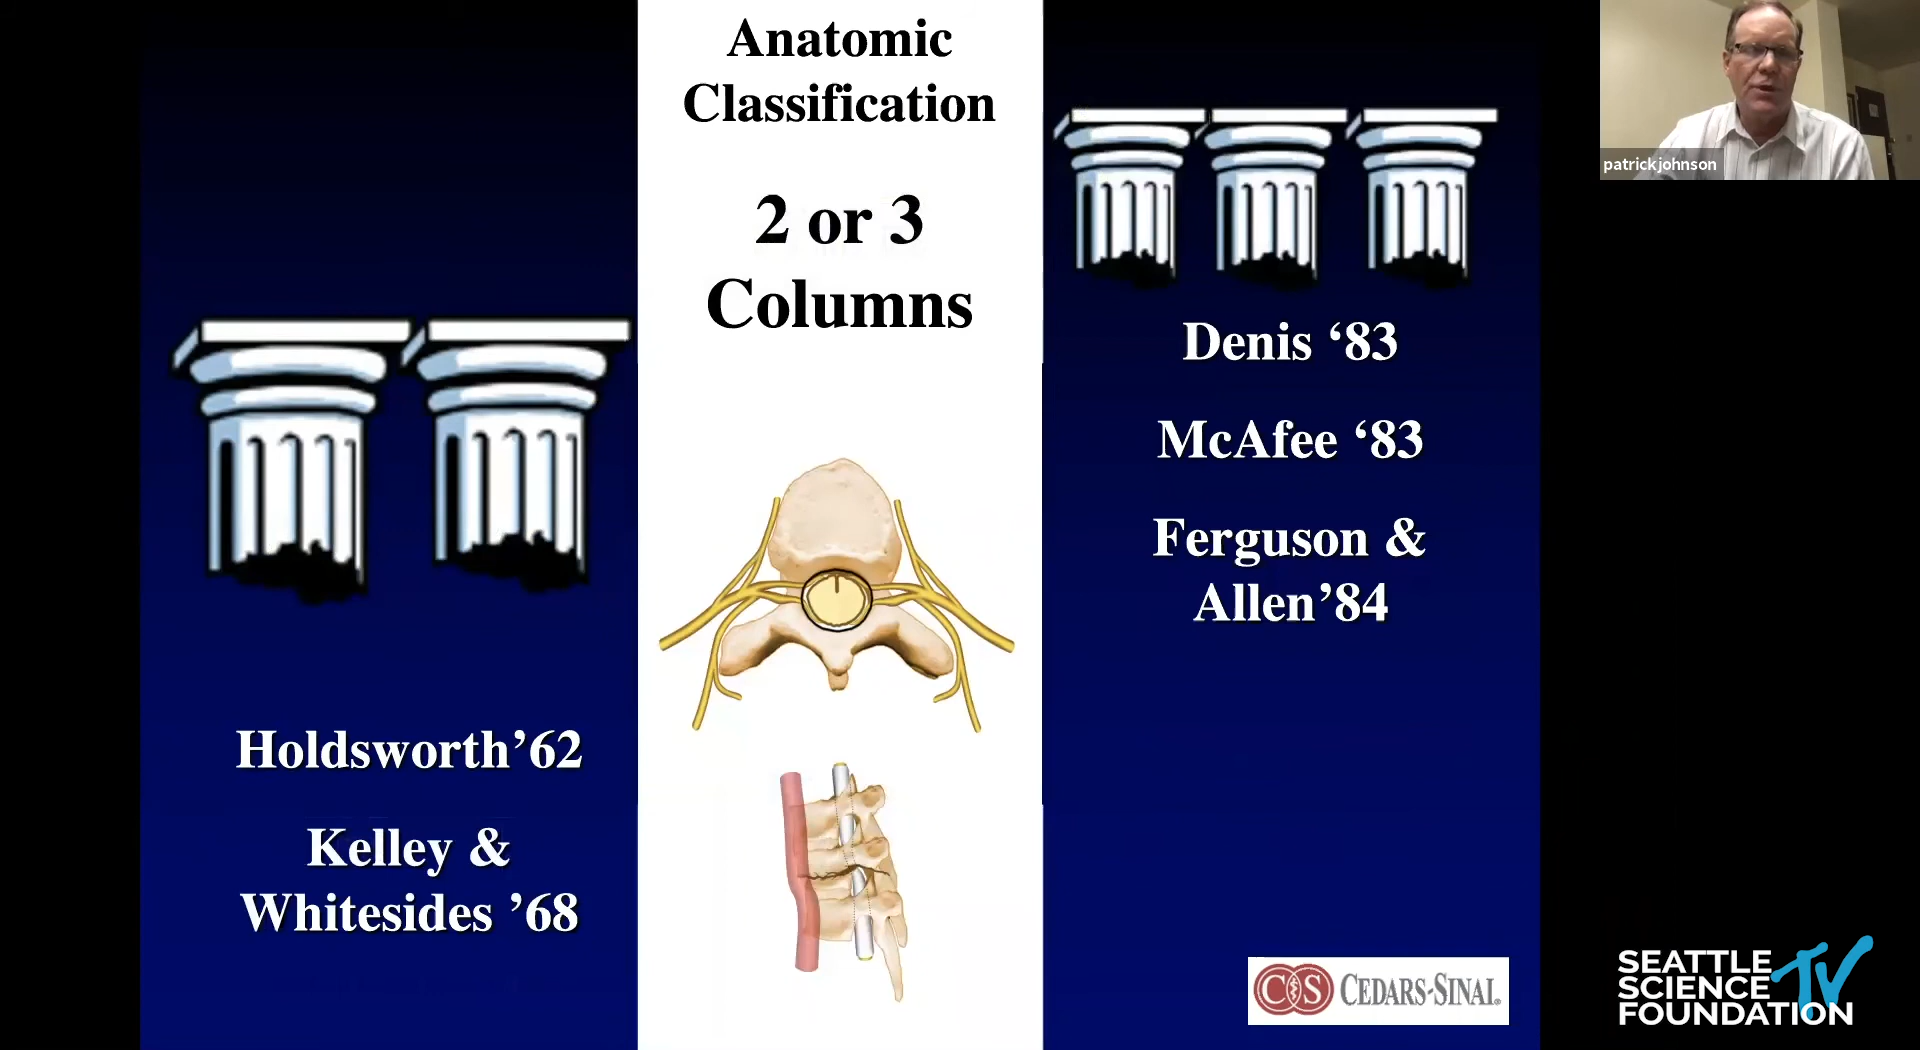 Anatomic
Classification
2 or 3
Columns
Holdsworth’62
Kelley &
Whitesides ’68
Denis ‘83
McAfee ‘83
Ferguson &
Allen’84
CS CEDARS-SINAI®
patrickjohnson
SEATTLE
SCIENCE TV
FOUNDATION